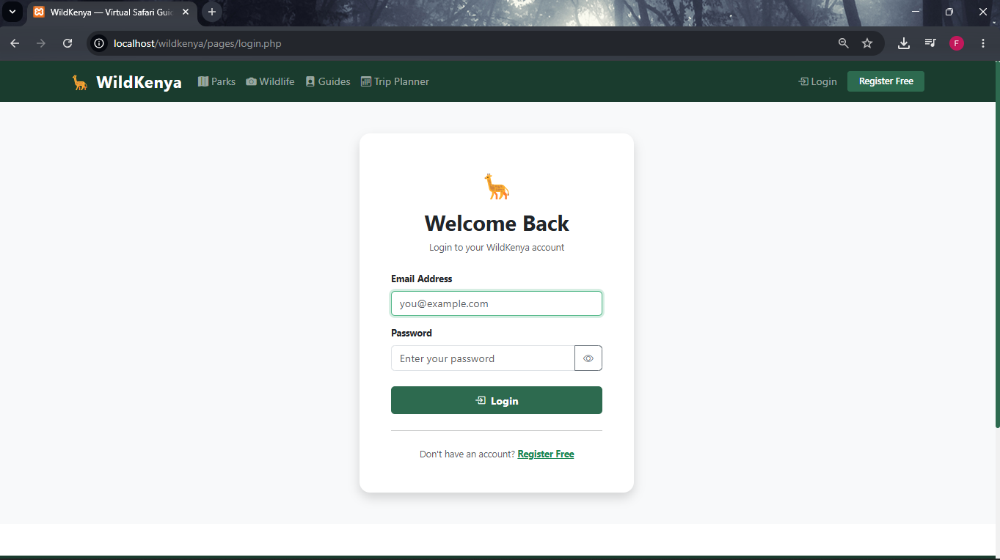 WildKenya — Virtual Safari Gui
localhost/wildkenya/pages/login.php
F
WildKenya Parks Wildlife Guides Trip Planner Login Register Free
Welcome Back
Login to your WildKenya account
Email Address
you@example.com
Password
Enter your password
Login
Don't have an account? Register Free